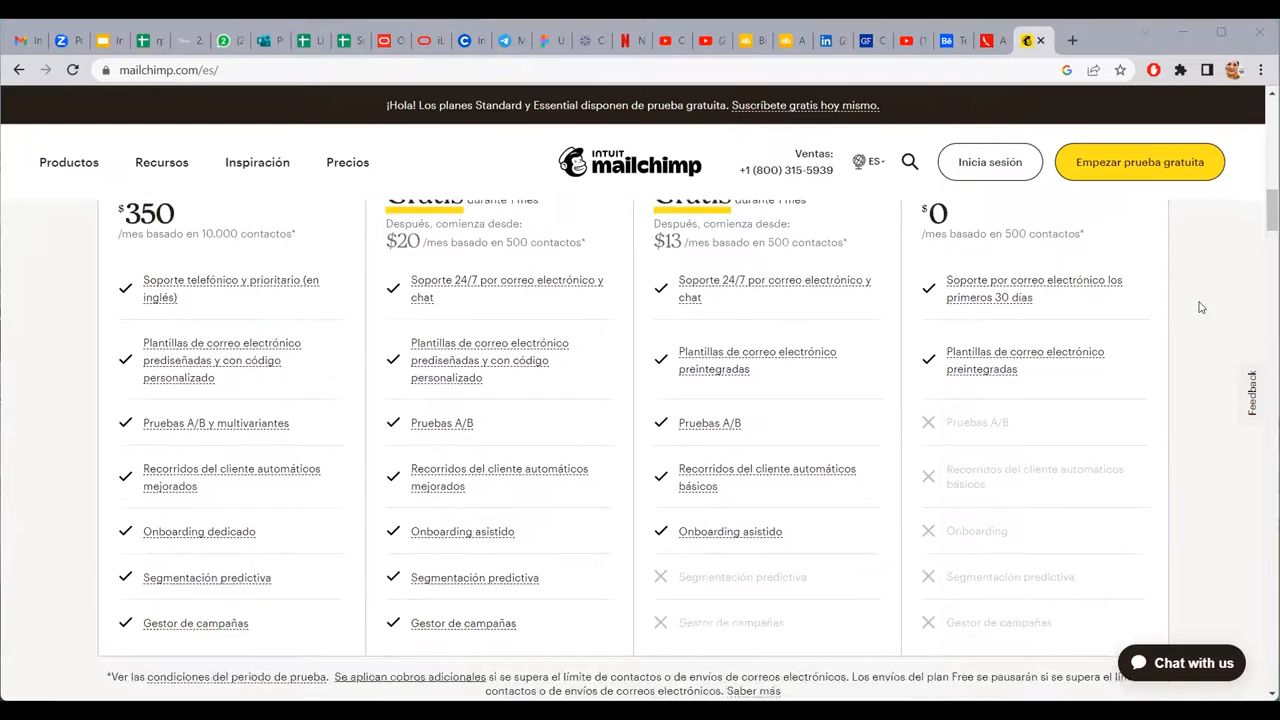 mailchimp.com/es/
¡Hola! Los planes Standard y Essential disponen de prueba gratuita. Suscríbete gratis hoy mismo.
Productos
Recursos
Inspiración
Precios
INTUIT
mailchimp
Ventas:
+1 (800) 315-5939
ES
Inicia sesión
Empezar prueba gratuita
$350
/mes basado en 10.000 contactos*
Soporte telefónico y prioritario (en
inglés)
Plantillas de correo electrónico
prediseñadas y con código
personalizado
Pruebas A/B y multivariantes
Recorridos del cliente automáticos
mejorados
Onboarding dedicado
Segmentación predictiva
Gestor de campañas
Gratis durante 1 mes
Después, comienza desde:
$20 /mes basado en 500 contactos*
Soporte 24/7 por correo electrónico y
chat
Plantillas de correo electrónico
prediseñadas y con código
personalizado
Pruebas A/B
Recorridos del cliente automáticos
mejorados
Onboarding asistido
Segmentación predictiva
Gestor de campañas
Gratis durante 1 mes
Después, comienza desde:
$13 /mes basado en 500 contactos*
Soporte 24/7 por correo electrónico y
chat
Plantillas de correo electrónico
preintegradas
Pruebas A/B
Recorridos del cliente automáticos
básicos
Onboarding asistido
Segmentación predictiva
Gestor de campañas
$0
/mes basado en 500 contactos*
Soporte por correo electrónico los
primeros 30 días
Plantillas de correo electrónico
preintegradas
Pruebas A/B
Recorridos del cliente automáticos
básicos
Onboarding
Segmentación predictiva
Gestor de campañas
Feedback
Chat with us
*Ver las condiciones del periodo de prueba. Se aplican cobros adicionales si se supera el límite de contactos o de envíos de correos electrónicos. Los envíos del plan Free se pausarán si se supera el
contactos o de envíos de correos electrónicos. Saber más